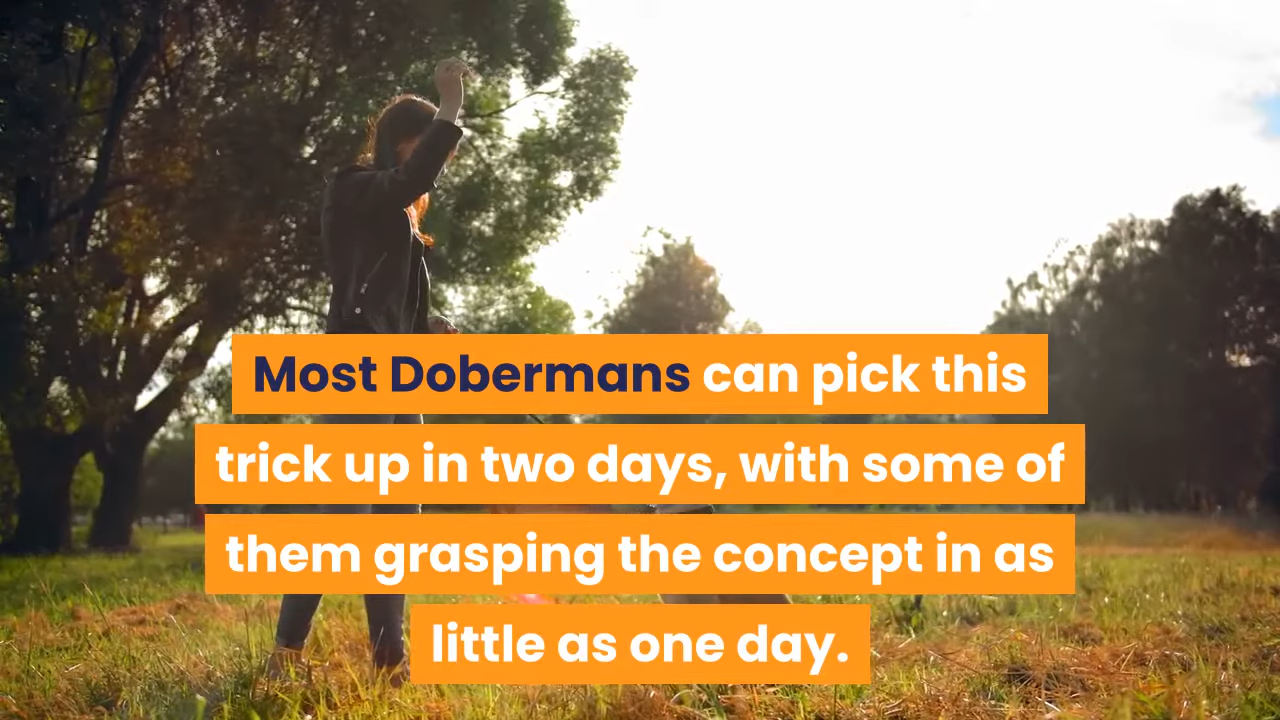 Most Dobermans can pick this
trick up in two days, with some of
them grasping the concept in as
little as one day.